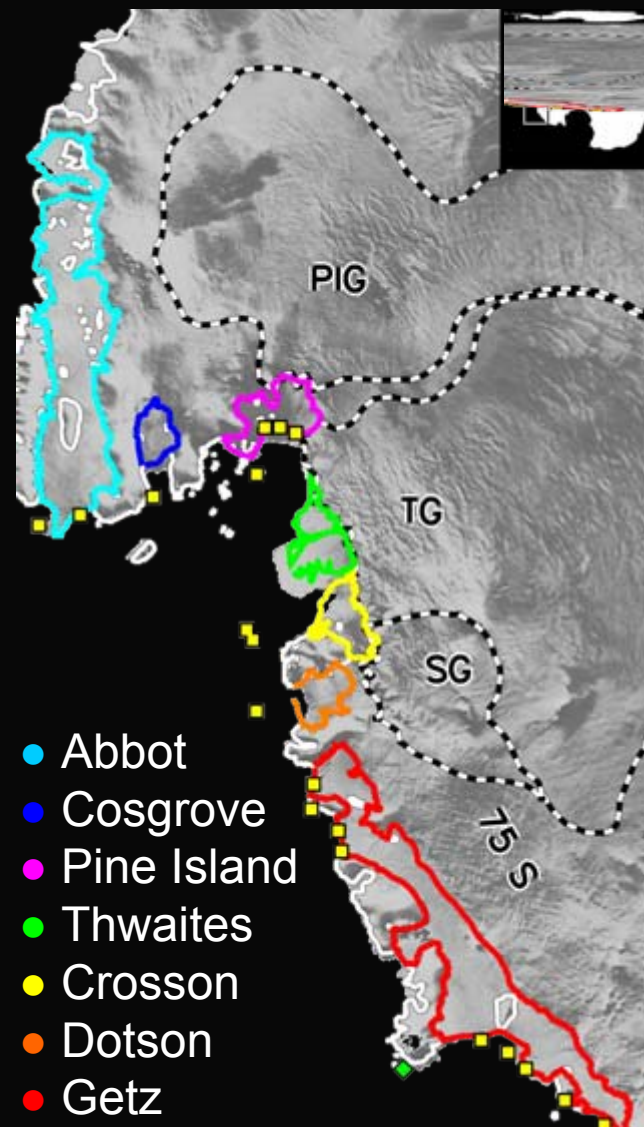 PIG
TG
SG
75 S
Abbot
Cosgrove
Pine Island
Thwaites
Crosson
Dotson
Getz